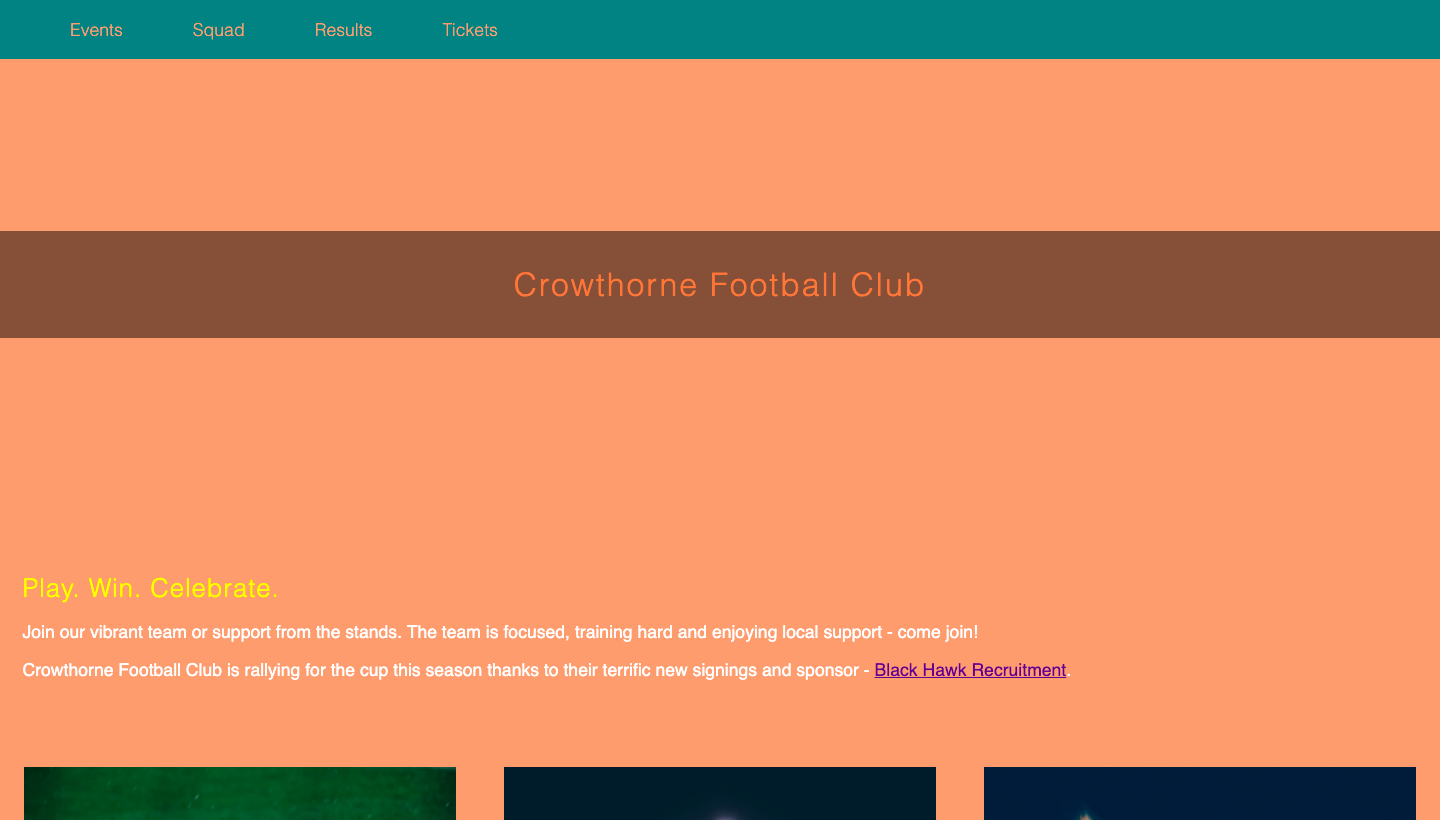 Events
Squad
Results
Tickets
Crowthorne Football Club
Play. Win. Celebrate.
Join our vibrant team or support from the stands. The team is focused, training hard and enjoying local support - come join!
Crowthorne Football Club is rallying for the cup this season thanks to their terrific new signings and sponsor - Black Hawk Recruitment.